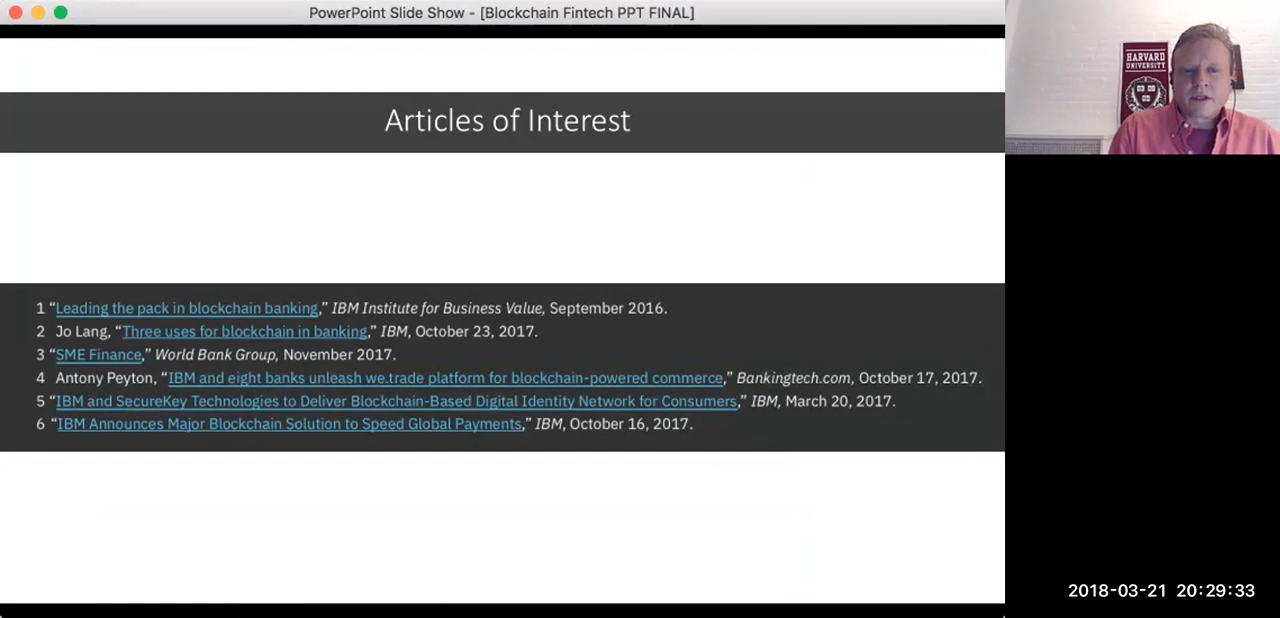 PowerPoint Slide Show - [Blockchain Fintech PPT FINAL]
HARVARD
UNIVERSITY
Articles of Interest
1 “Leading the pack in blockchain banking,” IBM Institute for Business Value, September 2016.
2 Jo Lang, “Three uses for blockchain in banking,” IBM, October 23, 2017.
3 “SME Finance,” World Bank Group, November 2017.
4 Antony Peyton, “IBM and eight banks unleash we.trade platform for blockchain-powered commerce,” Bankingtech.com, October 17, 2017.
5 “IBM and SecureKey Technologies to Deliver Blockchain-Based Digital Identity Network for Consumers,” IBM, March 20, 2017.
6 “IBM Announces Major Blockchain Solution to Speed Global Payments,” IBM, October 16, 2017.
2018-03-21 20:29:33